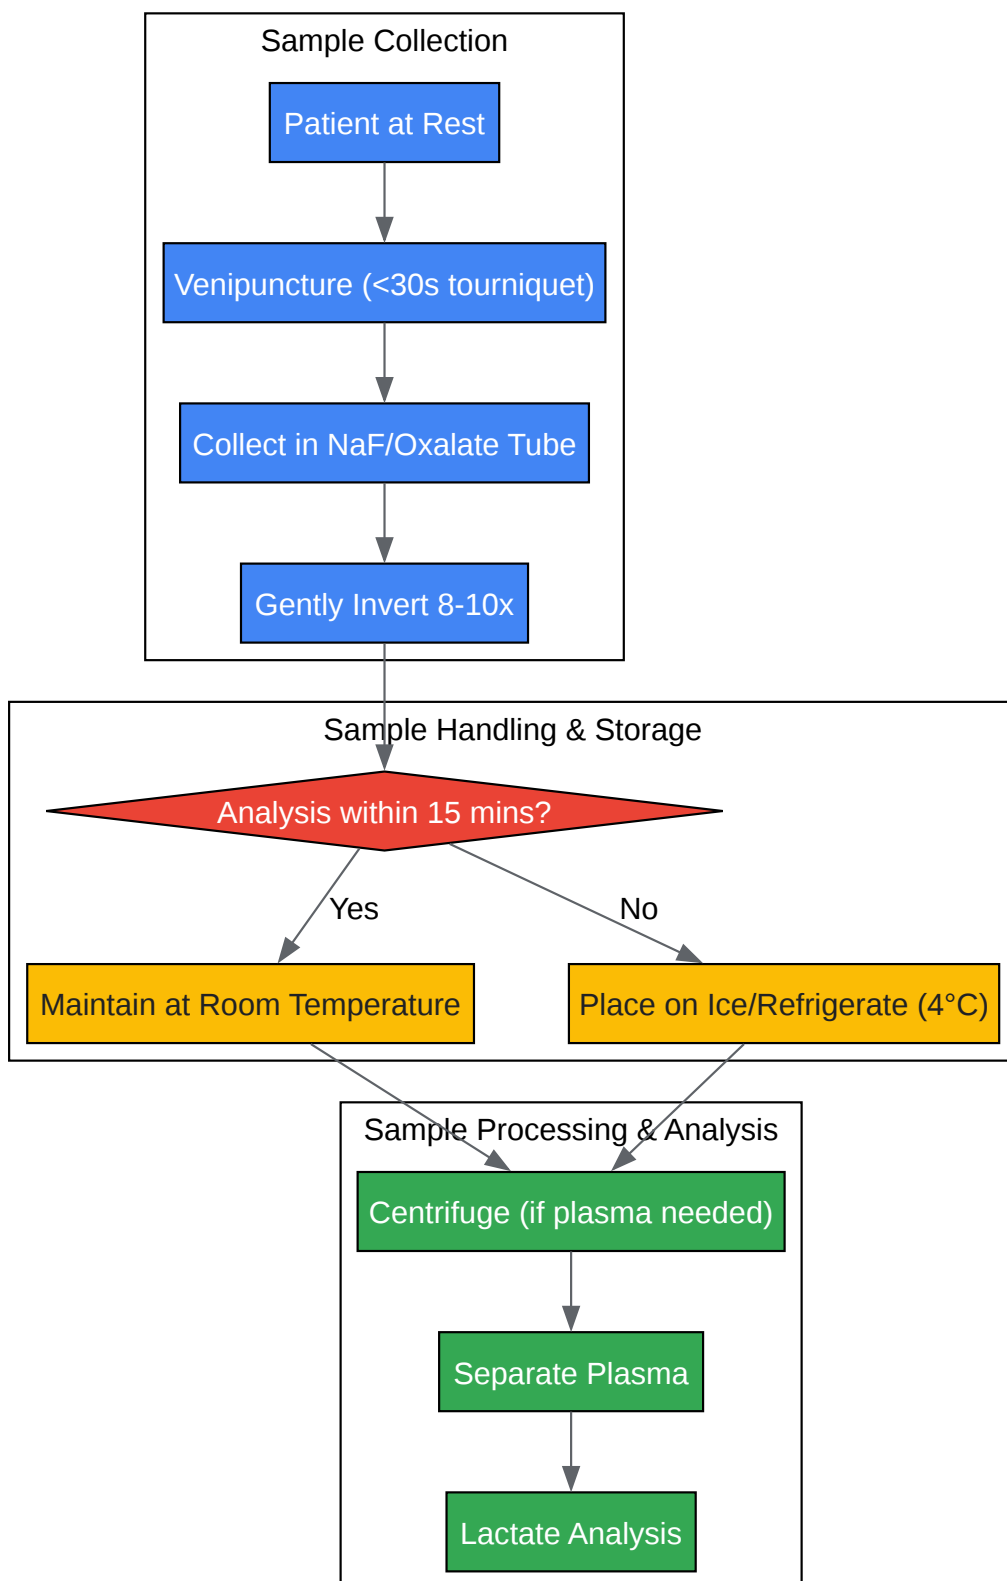 Sample Collection
Patient at Rest
Venipuncture (<30s tourniquet)
Collect in NaF/Oxalate Tube
Gently Invert 8-10x
Sample Handling & Storage
Analysis within 15 mins?
Yes
No
Maintain at Room Temperature
Place on Ice/Refrigerate (4°C)
Sample Processing & Analysis
Centrifuge (if plasma needed)
Separate Plasma
Lactate Analysis